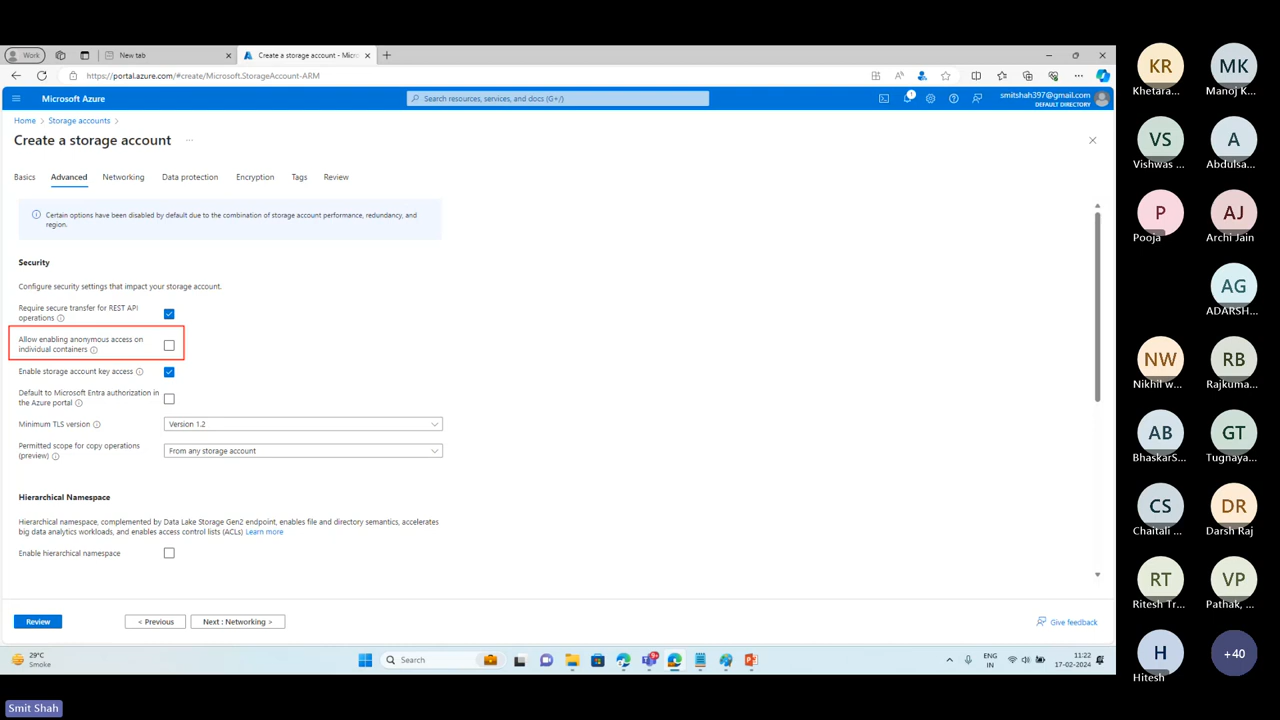 Work
New tab
Create a storage account - Micro
https://portal.azure.com/#create/Microsoft.StorageAccount-ARM
Microsoft Azure
Search resources, services, and docs (G+/)
1
smitshah397@gmail.com
DEFAULT DIRECTORY
Home > Storage accounts >
Create a storage account
...
Basics
Advanced
Networking
Data protection
Encryption
Tags
Review
Certain options have been disabled by default due to the combination of storage account performance, redundancy, and
region.
Security
Configure security settings that impact your storage account.
Require secure transfer for REST API
operations
Allow enabling anonymous access on
individual containers
Enable storage account key access
Default to Microsoft Entra authorization in
the Azure portal
Minimum TLS version
Version 1.2
Permitted scope for copy operations
(preview)
From any storage account
Hierarchical Namespace
Hierarchical namespace, complemented by Data Lake Storage Gen2 endpoint, enables file and directory semantics, accelerates
big data analytics workloads, and enables access control lists (ACLs) Learn more
Enable hierarchical namespace
Review
< Previous
Next : Networking >
Give feedback
29°C
Smoke
Search
ENG
IN
11:22
17-02-2024
KR
Khetara...
MK
Manoj K...
VS
Vishwas ...
A
Abdulsa...
P
Pooja
AJ
Archi Jain
AG
ADARSH...
NW
Nikhil w...
RB
Rajkuma...
AB
BhaskarS...
GT
Tugnaya...
CS
Chaitali ...
DR
Darsh Raj
RT
Ritesh Tr...
VP
Pathak, ...
H
Hitesh
+40
Smit Shah